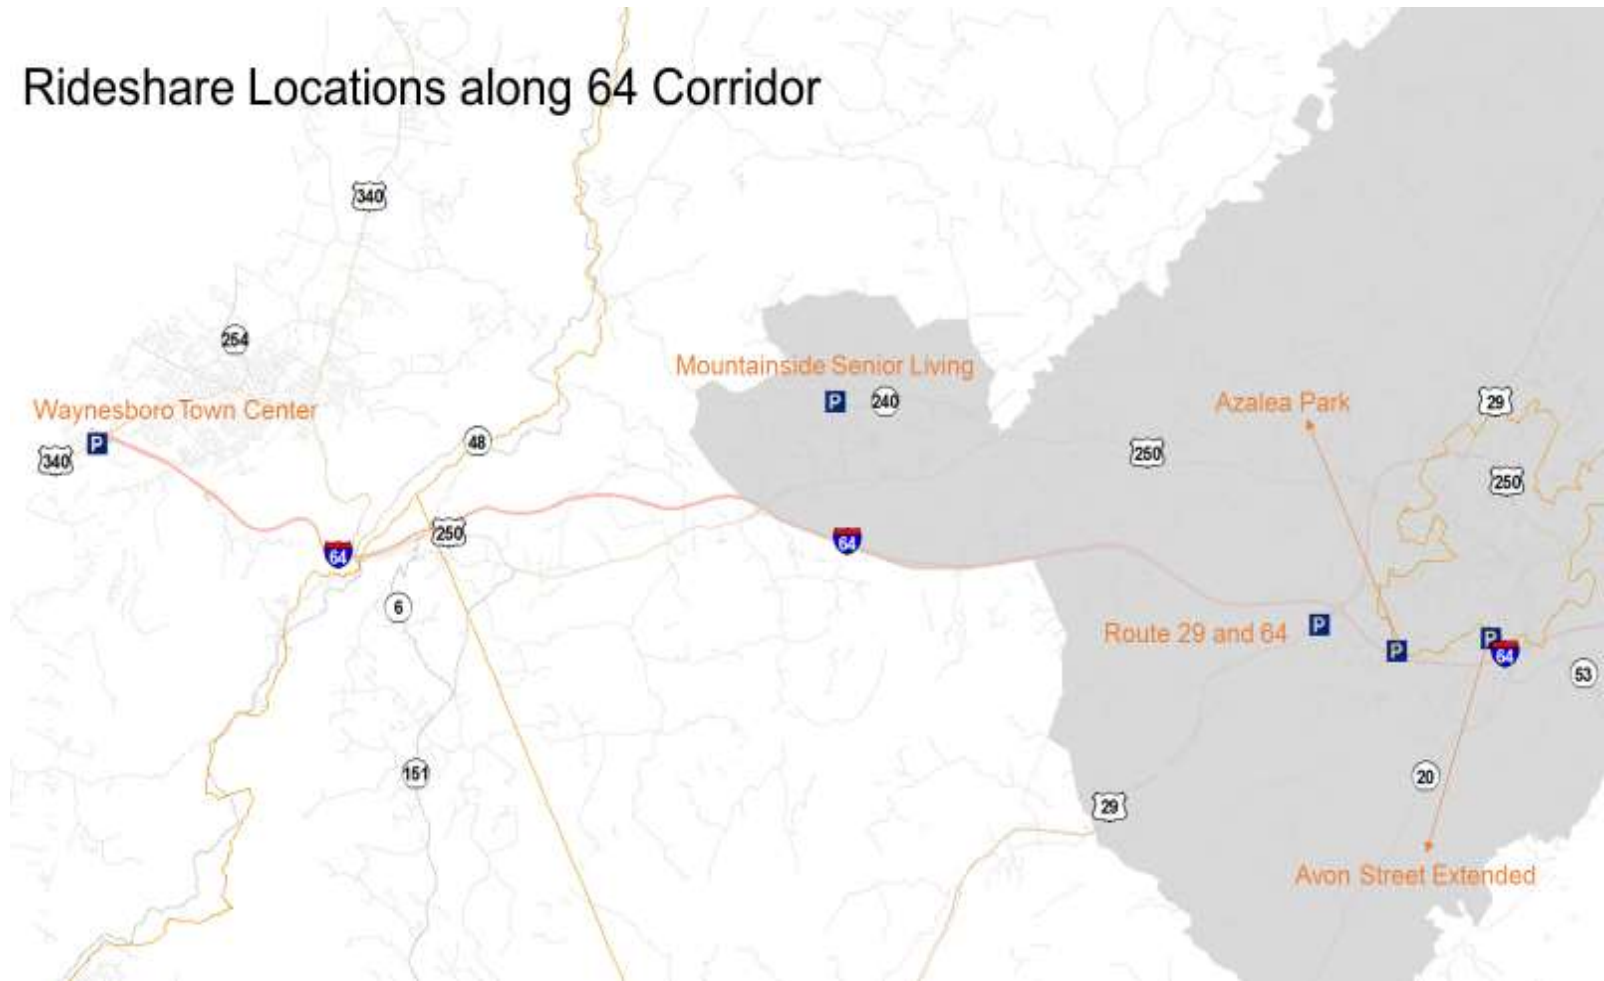 Rideshare Locations along 64 Corridor
340
254
Mountainside Senior Living
Waynesboro Town Center
P
240
Azalea Park
29
P
340
48
250
250
250
64
64
6
Route 29 and 64
P
P
P
64
53
151
20
29
Avon Street Extended